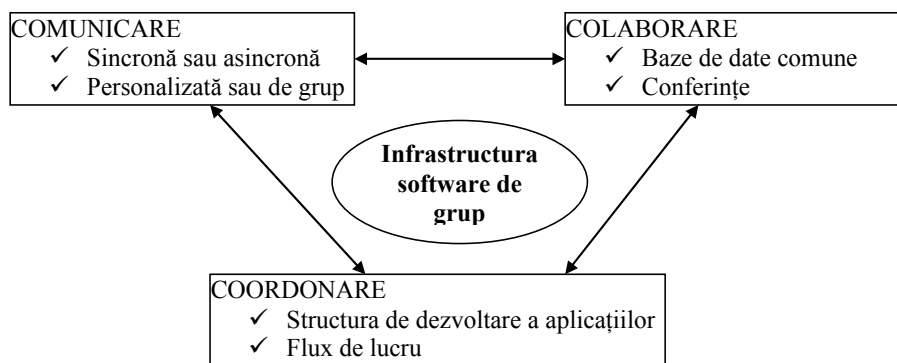 COMUNICARE
✓ Sincronă sau asincronă
✓ Personalizată sau de grup
COLABORARE
✓ Baze de date comune
✓ Conferințe
Infrastructura
software de
grup
COORDONARE
✓ Structura de dezvoltare a aplicațiilor
✓ Flux de lucru